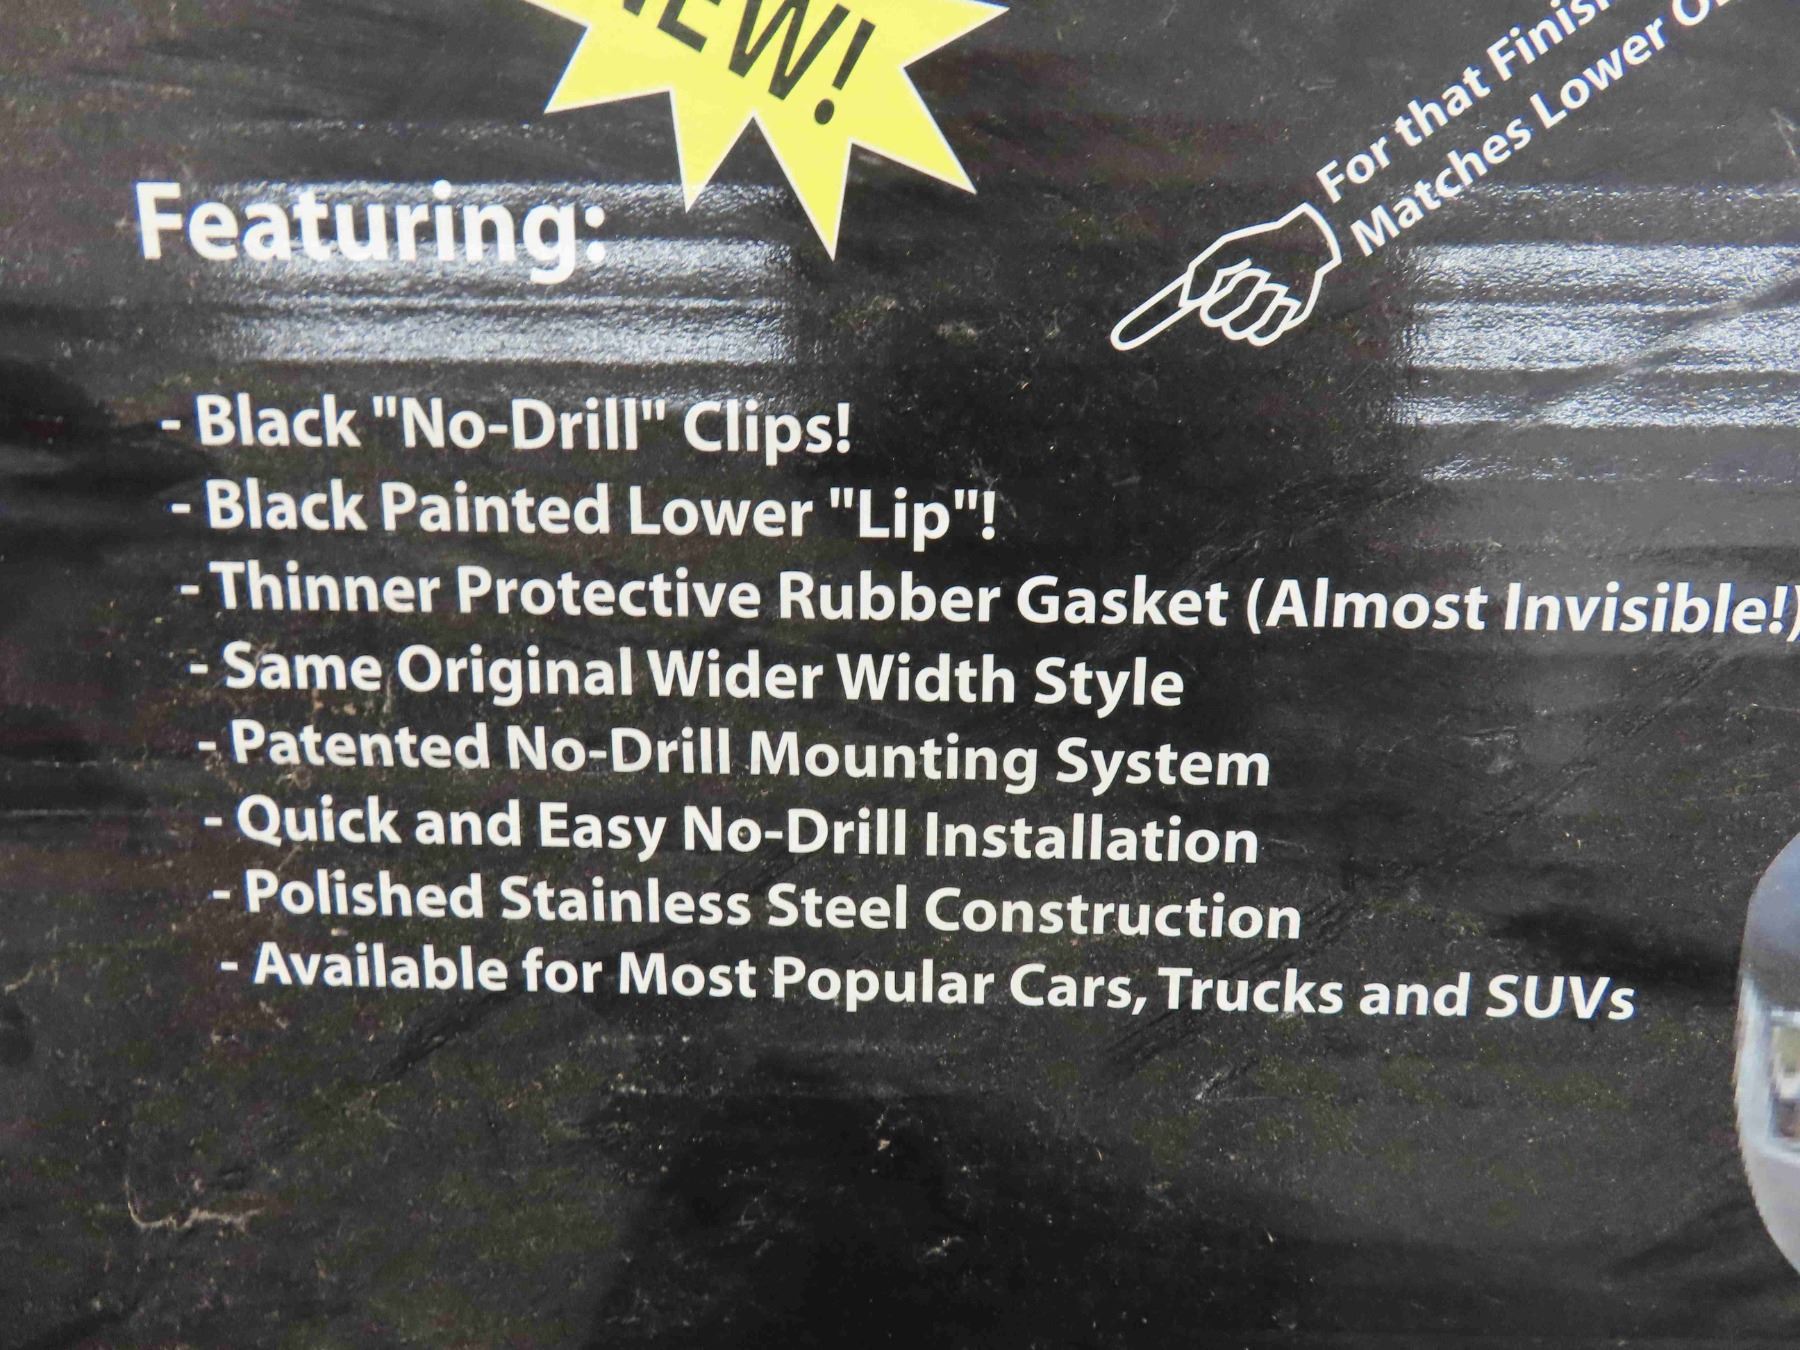 NEW!
For that
Matches Lower
Featuring:
- Black "No-Drill" Clips!
- Black Painted Lower "Lip"!
- Thinner Protective Rubber Gasket (Almost Invisible!)
- Same Original Wider Width Style
- Patented No-Drill Mounting System
- Quick and Easy No-Drill Installation
- Polished Stainless Steel Construction
- Available for Most Popular Cars, Trucks and SUVs